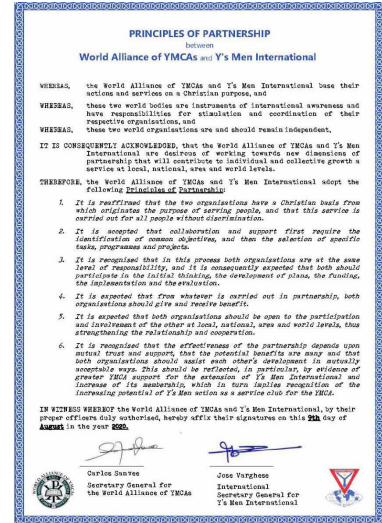 PRINCIPLES OF PARTNERSHIP
between
World Alliance of YMCAs and Y's Men International
WHEREAS, the World Alliance of YMCAs and Y's Men International base their
actions and services on a Christian purpose, and
WHEREAS, these two world bodies are instruments of international awareness and
have responsibilities for stimulation and coordination of their
respective organisations, and
WHEREAS, these two world organisations are and should remain independent,
IT IS CONSEQUENTLY ACKNOWLEDGED, that the World Alliance of YMCAs and Y's Men
International are desirous of working towards new dimensions of
partnership that will contribute to individual and collective growth a
service at local, national, area and world levels.
THEREFORE, the World Alliance of YMCAs and Y's Men International adopt the
following Principles of Partnership:
1. It is reaffirmed that the two organisations have a Christian basis from
which originates the purpose of serving people, and that this service is
carried out for all people without discrimination.
2. It is accepted that collaboration and support first require the
identification of common objectives, and then the selection of specific
tasks, programmes and projects.
3. It is recognised that in this process both organisations are at the same
level of responsibility, and it is consequently expected that both should
participate in the initial thinking, the development of plans, the funding,
the implementation and the evaluation.
4. It is expected that from whatever is carried out in partnership, both
organisations should give and receive benefit.
5. It is expected that both organisations should be open to the participation
and involvement of the other at local, national, area and world levels, thus
strengthening the relationship and cooperation.
6. It is recognised that the effectiveness of the partnership depends upon
mutual trust and support, that the potential benefits are many and that
both organisations should assist each other's development in mutually
acceptable ways. This should be reflected, in particular, by evidence of
greater YMCA support for the extension of Y's Men International and
increase of its membership, which in turn implies recognition of the
increasing potential of Y's Men action as a service club for the YMCA.
IN WITNESS WHEREOF the World Alliance of YMCAs and Y's Men International, by their
proper officers duly authorised, hereby affix their signatures on this 9th day of
August in the year 2020.
Carlos Sanvee
Secretary General for
the World Alliance of YMCAs
Jose Varghese
International
Secretary General for
Y's Men International